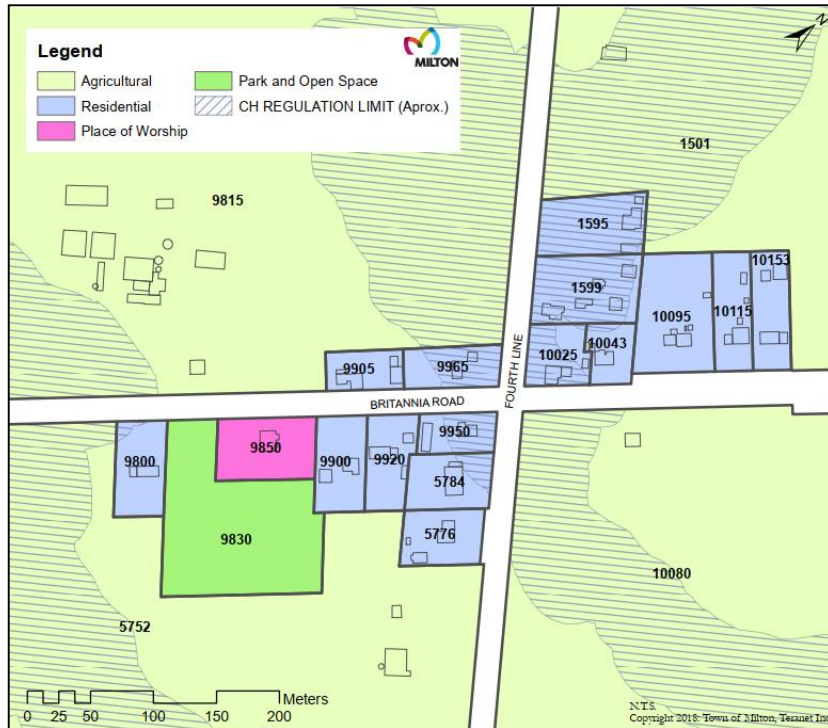 Legend
MILTON
N
Agricultural
Park and Open Space
Residential
CH REGULATION LIMIT (Aprox.)
Place of Worship
1501
9815
1595
10153
1599
10095
10115
10025
10043
9905
9965
FOURTH LINE
BRITANNIA ROAD
9950
9850
9800
9900
9920
5784
5776
9830
10080
5752
Meters
0 25 50 100 150 200
N.T.S.
Copyright 2018: Town of Milton, Teranet Inc